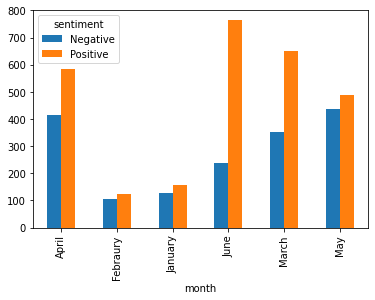 800
700
600
500
400
300
200
100
0
sentiment
Negative
Positive
April
Febraury
January
June
March
May
month